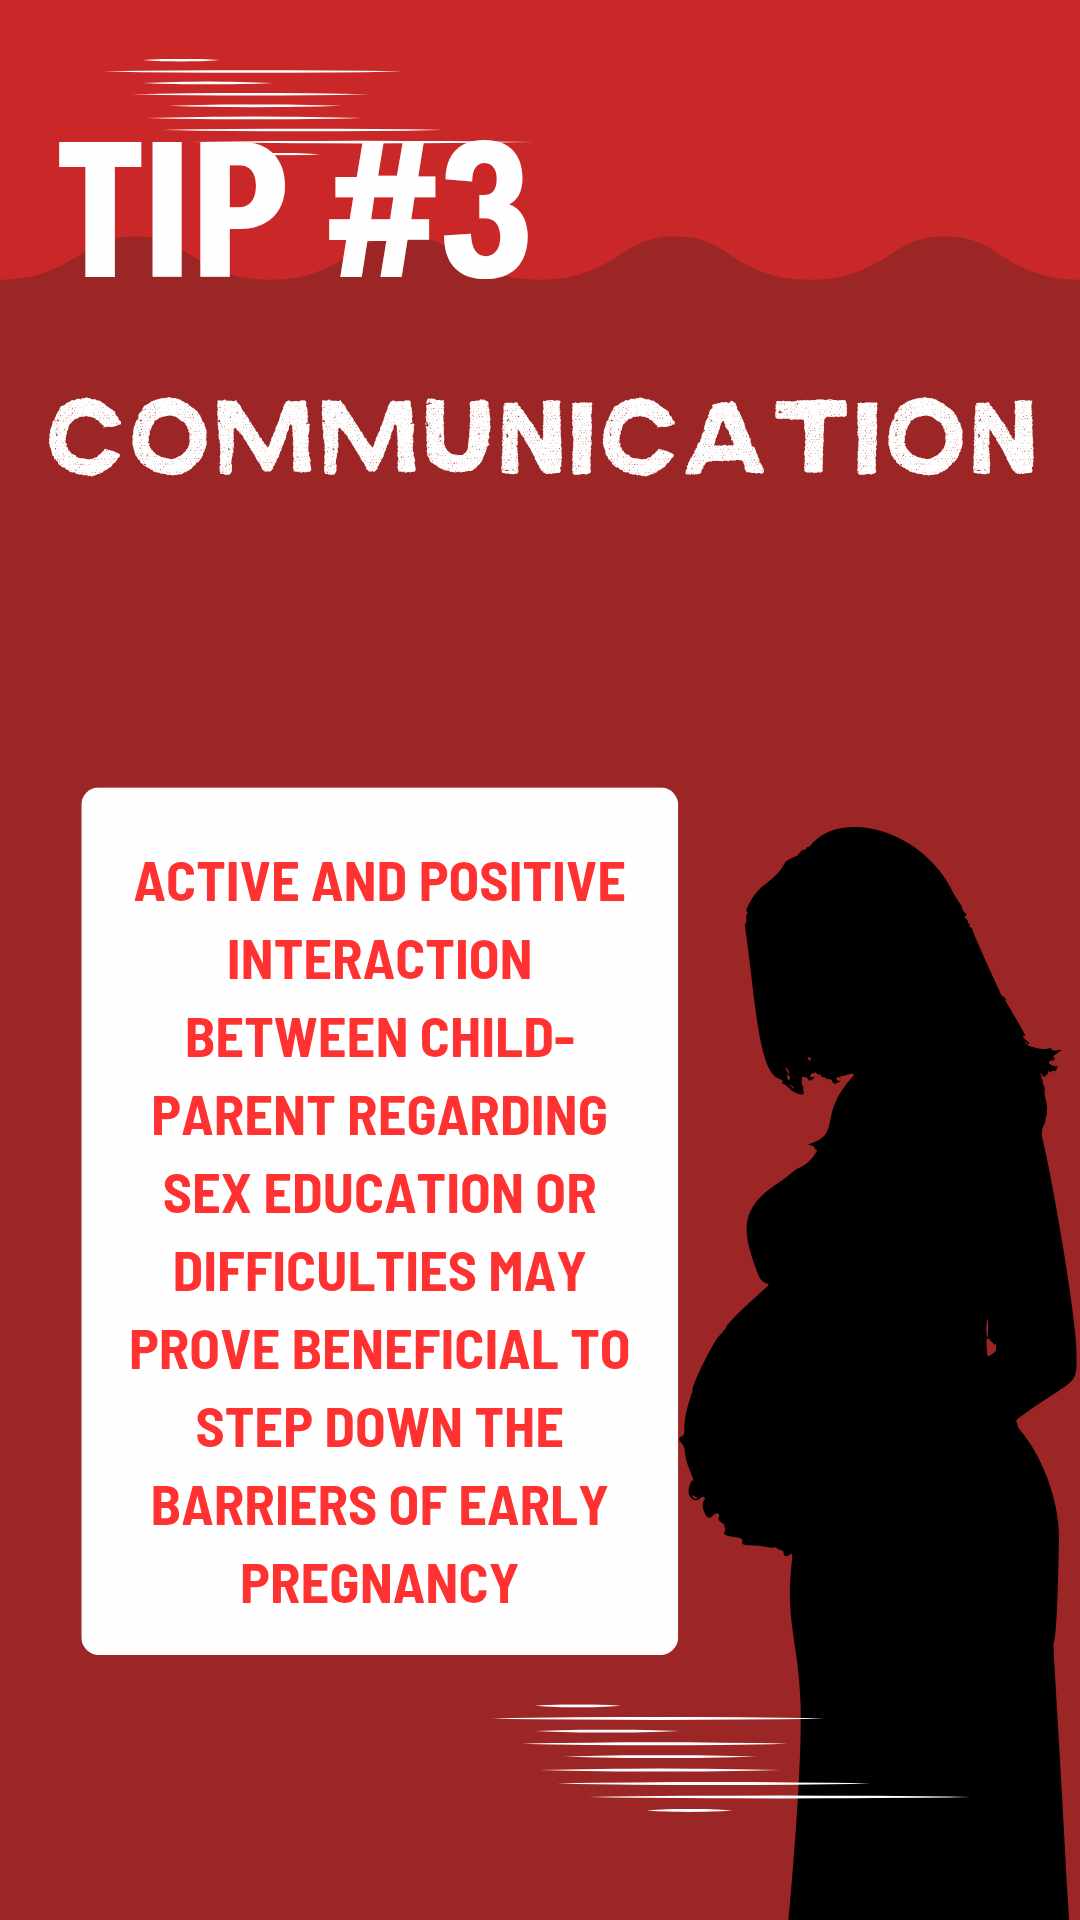 TIP #3
COMMUNICATION
ACTIVE AND POSITIVE
INTERACTION
BETWEEN CHILD-
PARENT REGARDING
SEX EDUCATION OR
DIFFICULTIES MAY
PROVE BENEFICIAL TO
STEP DOWN THE
BARRIERS OF EARLY
PREGNANCY